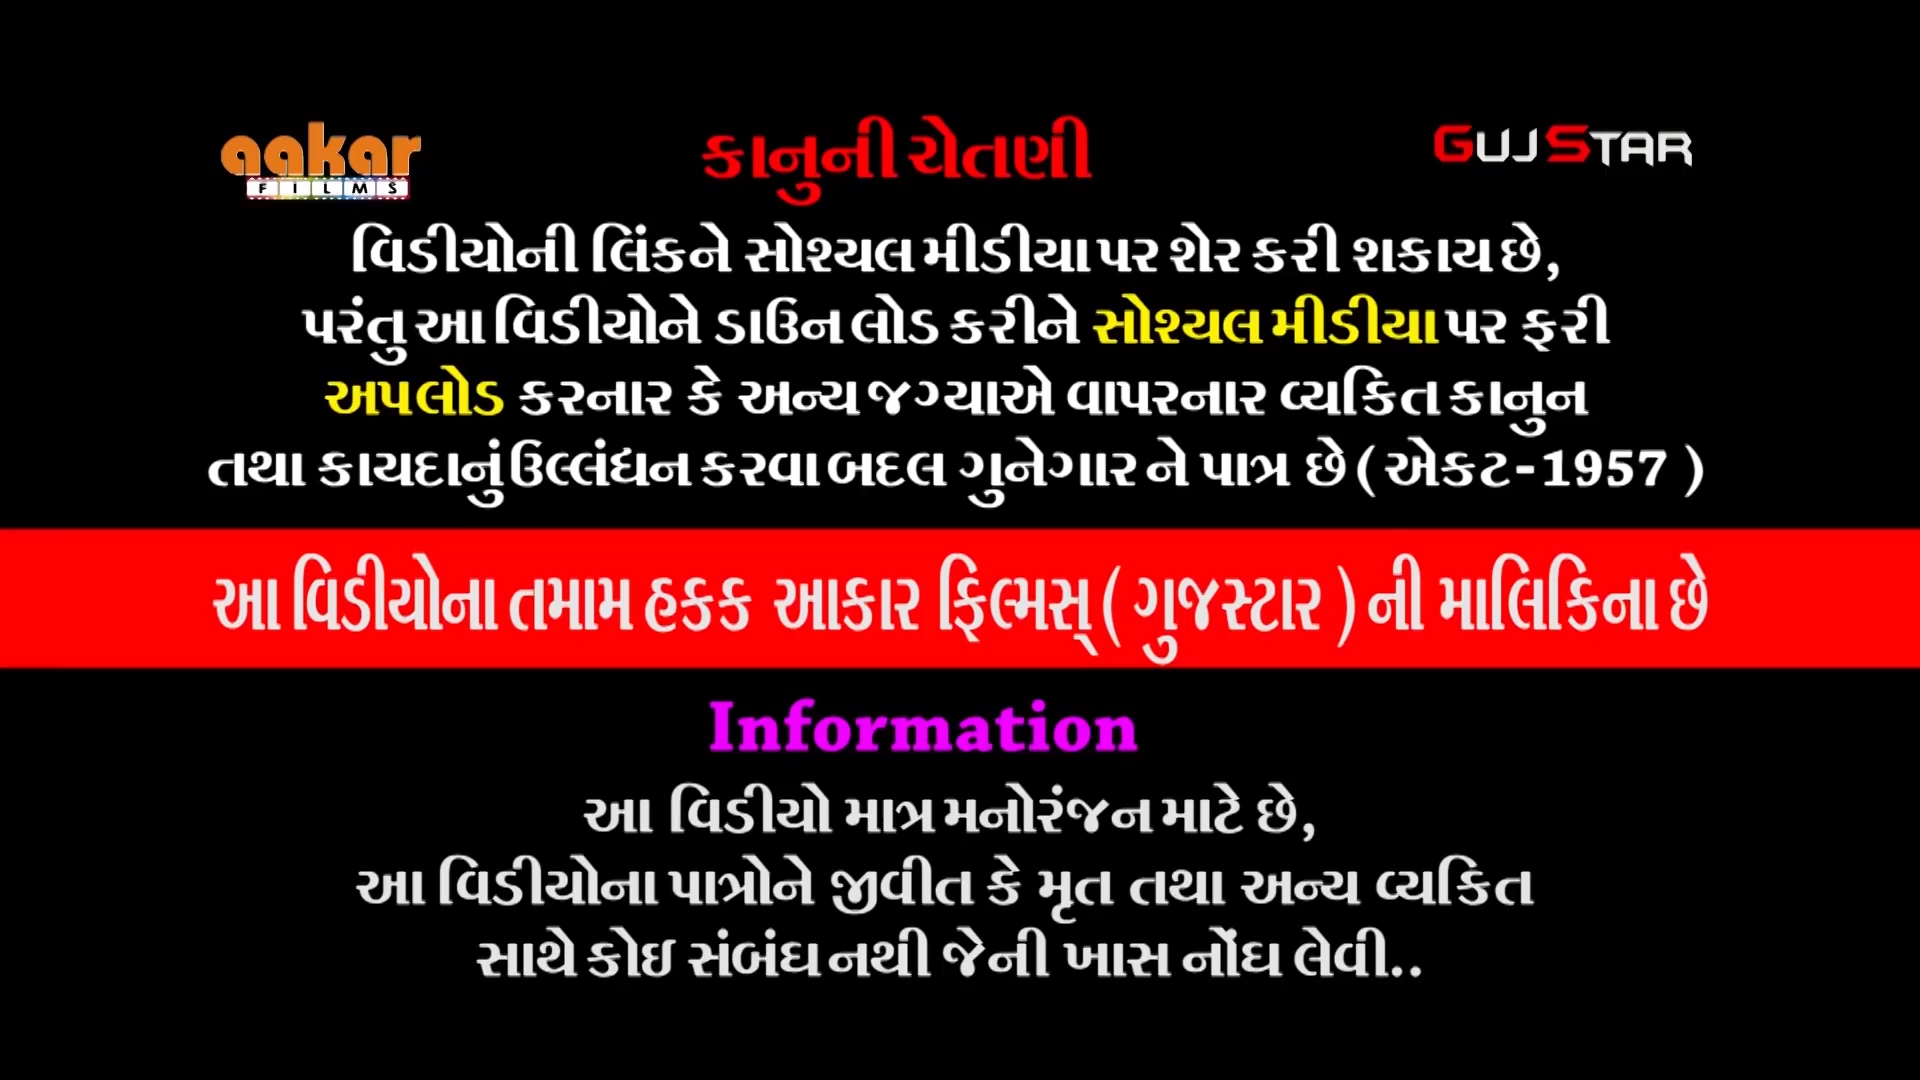 aakar
FILMS
કાનુની ચેતણી
GUJSTAR
વિડીયોની લિંકને સોશ્યલ મીડીયા પર શેર કરી શકાય છે,
પરંતુ આ વિડીયોને ડાઉન લોડ કરીને સોશ્યલ મીડીયા પર ફરી
અપલોડ કરનાર કે અન્ય જગ્યાએ વાપરનાર વ્યકિત કાનુન
તથા કાયદાનું ઉલ્લંઘન કરવા બદલ ગુનેગાર ને પાત્ર છે ( એકટ-1957 )
આ વિડીયોના તમામ હકક આકાર ફિલ્મસ્ ( ગુજસ્ટાર ) ની માલિકિના છે
Information
આ વિડીયો માત્ર મનોરંજન માટે છે,
આ વિડીયોના પાત્રોને જીવીત કે મૃત તથા અન્ય વ્યકિત
સાથે કોઇ સંબંઘ નથી જેની ખાસ નોંઘ લેવી..